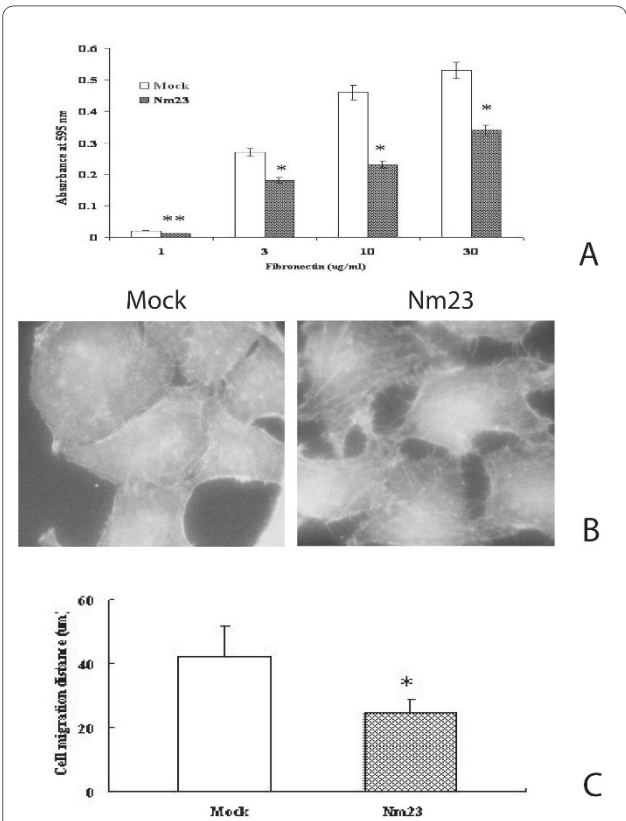 0.6
0.5
0.4
0.3
0.2
0.1
0
Absorbance at 595 nm
Mock
Nm23
**
*
*
*
1 3 10 30
Fibronectin (ug/ml)
A
Mock Nm23
B
60
40
20
0
Cell migration distance (um)
*
Mock Nm23
C